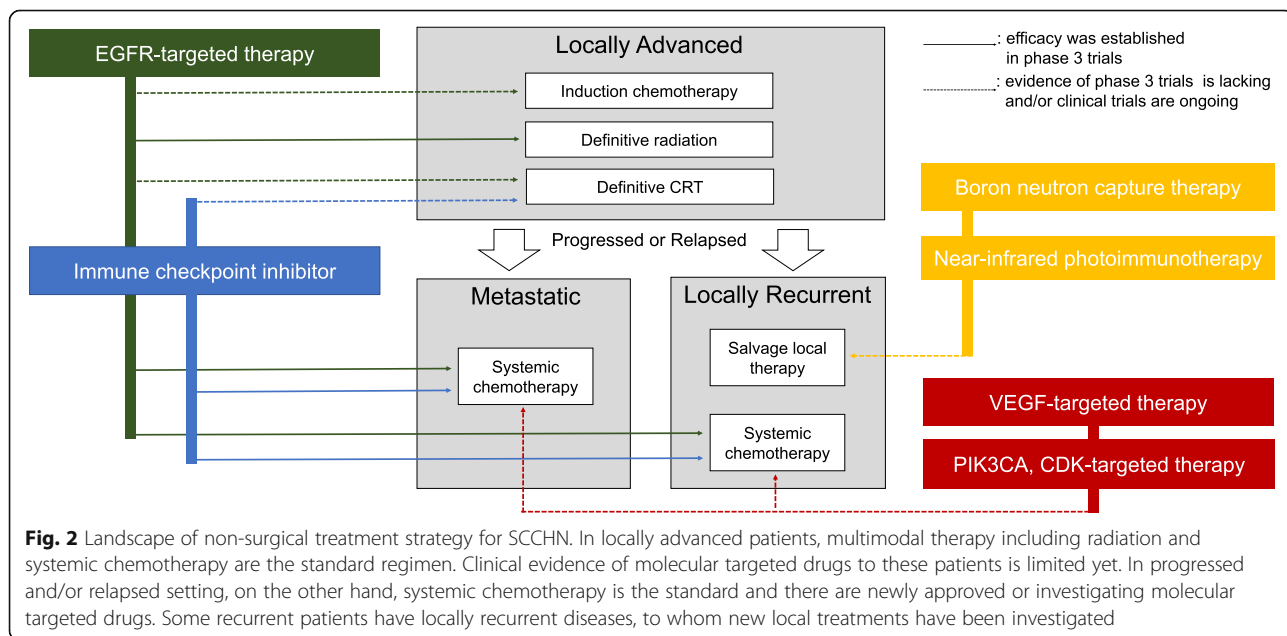 EGFR-targeted therapy
Locally Advanced
Induction chemotherapy
Definitive radiation
Definitive CRT
: efficacy was established
in phase 3 trials
: evidence of phase 3 trials is lacking
and/or clinical trials are ongoing
Boron neutron capture therapy
Near-infrared photoimmunotherapy
Immune checkpoint inhibitor
Progressed or Relapsed
Metastatic
Systemic
chemotherapy
Locally Recurrent
Salvage local
therapy
Systemic
chemotherapy
VEGF-targeted therapy
PIK3CA, CDK-targeted therapy
Fig. 2 Landscape of non-surgical treatment strategy for SCCHN. In locally advanced patients, multimodal therapy including radiation and
systemic chemotherapy are the standard regimen. Clinical evidence of molecular targeted drugs to these patients is limited yet. In progressed
and/or relapsed setting, on the other hand, systemic chemotherapy is the standard and there are newly approved or investigating molecular
targeted drugs. Some recurrent patients have locally recurrent diseases, to whom new local treatments have been investigated